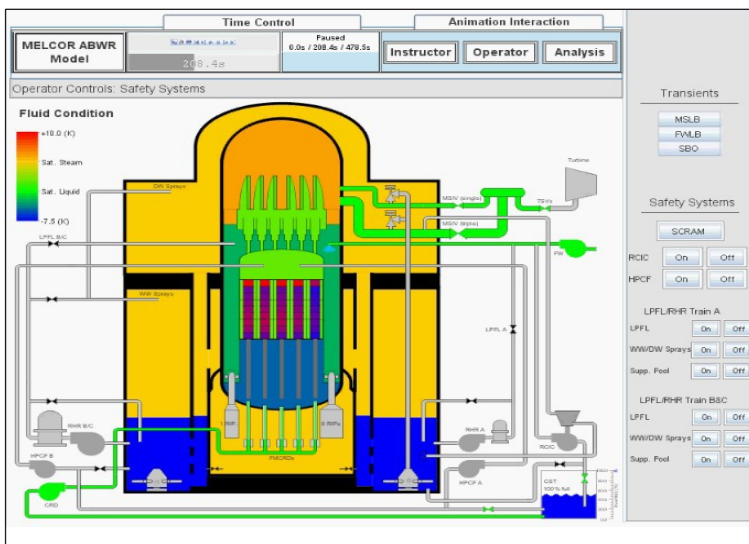 Time Control
Animation Interaction
MELCOR ABWR
Model
208.4s
Paused
0.0s / 208.4s / 478.5s
Instructor
Operator
Analysis
Operator Controls: Safety Systems
Fluid Condition
+10.0 (K)
Sat. Steam
Sat. Liquid
-7.5 (K)
DW Sprays
LPFL B/C
WW Sprays
MSIV (single)
MSIV (triple)
TSVs
Turbine
FW
LPFL A
RHR B/C
HPCF B
CRD
FMCRDs
RHR A
HPCF A
RCIC
CST
100% full
Transients
MSLB
FWLB
SBO
Safety Systems
SCRAM
RCIC On Off
HPCF On Off
LPFL/RHR Train A
LPFL On Off
WW/DW Sprays On Off
Supp. Pool On Off
LPFL/RHR Train B&C
LPFL On Off
WW/DW Sprays On Off
Supp. Pool On Off